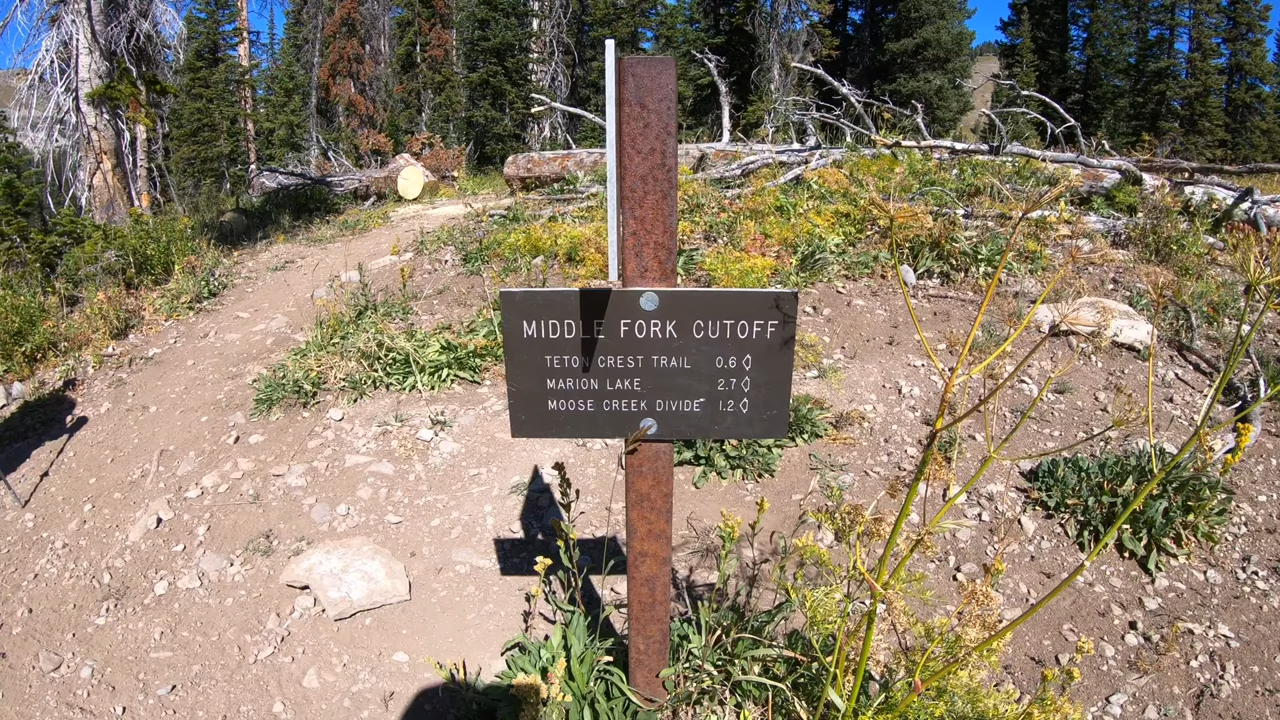 MIDDLE FORK CUTOFF
TETON CREST TRAIL 0.6
MARION LAKE 2.7
MOOSE CREEK DIVIDE 1.2